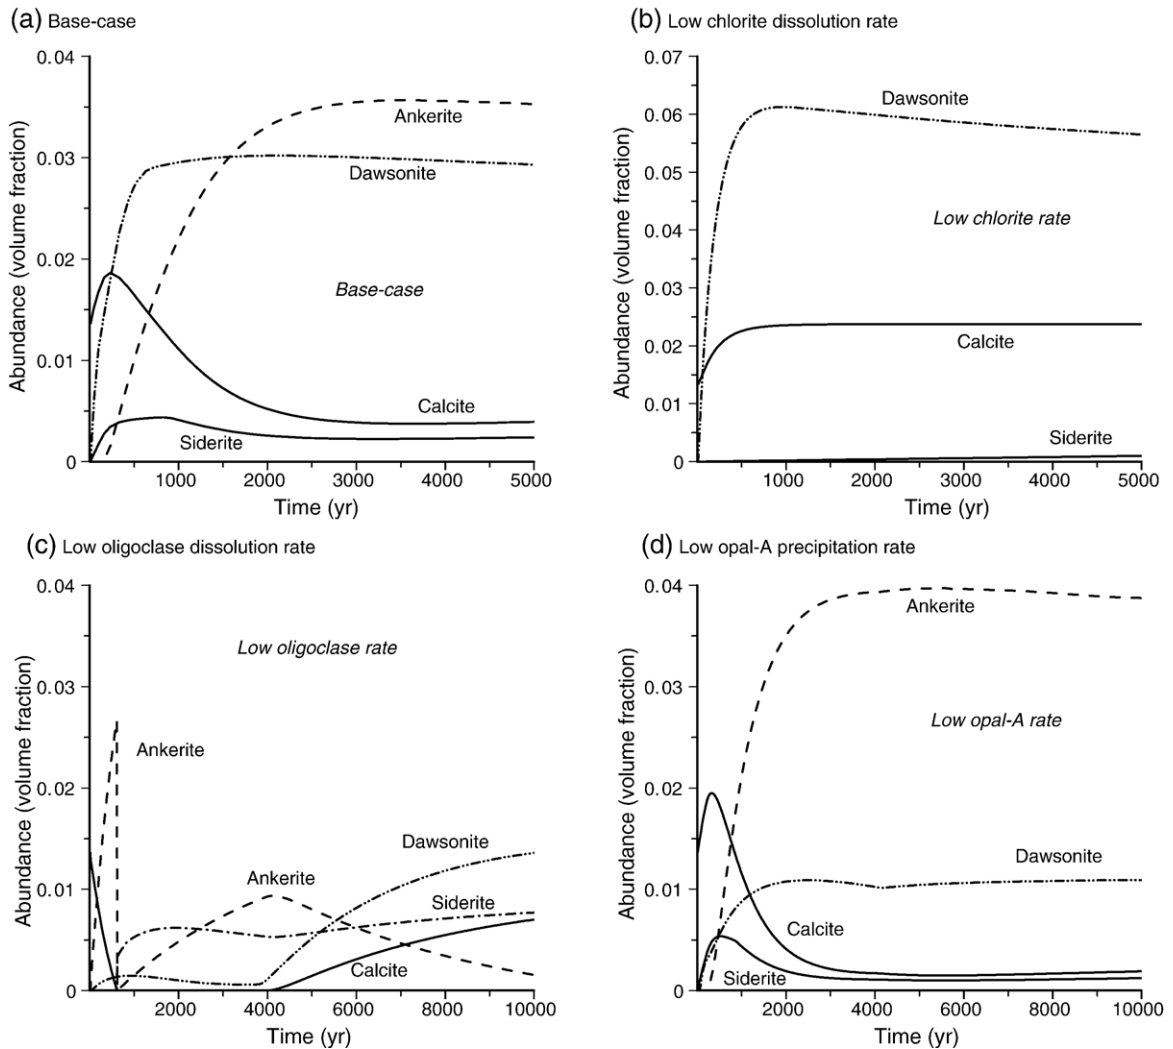 (a) Base-case
Abundance (volume fraction)
0.04
0.03
0.02
0.01
0
Ankerite
Dawsonite
Base-case
Calcite
Siderite
1000 2000 3000 4000 5000
Time (yr)
(b) Low chlorite dissolution rate
Abundance (volume fraction)
0.07
0.06
0.05
0.04
0.03
0.02
0.01
0
Dawsonite
Low chlorite rate
Calcite
Siderite
1000 2000 3000 4000 5000
Time (yr)
(c) Low oligoclase dissolution rate
Abundance (volume fraction)
0.04
0.03
0.02
0.01
0
Low oligoclase rate
Ankerite
Dawsonite
Ankerite
Siderite
Calcite
2000 4000 6000 8000 10000
Time (yr)
(d) Low opal-A precipitation rate
Abundance (volume fraction)
0.04
0.03
0.02
0.01
0
Ankerite
Low opal-A rate
Dawsonite
Calcite
Siderite
2000 4000 6000 8000 10000
Time (yr)